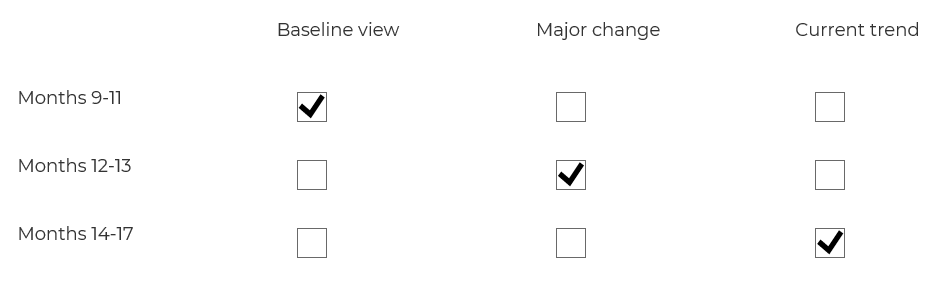 Baseline view Major change Current trend
Months 9-11
Months 12-13
Months 14-17